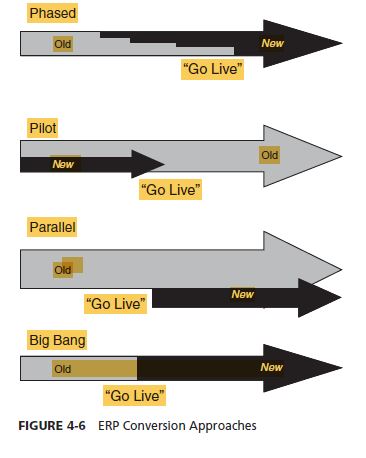 Phased
Old
New
“Go Live”
Pilot
New
Old
“Go Live”
Parallel
Old
New
“Go Live”
Big Bang
Old
New
“Go Live”
FIGURE 4-6 ERP Conversion Approaches